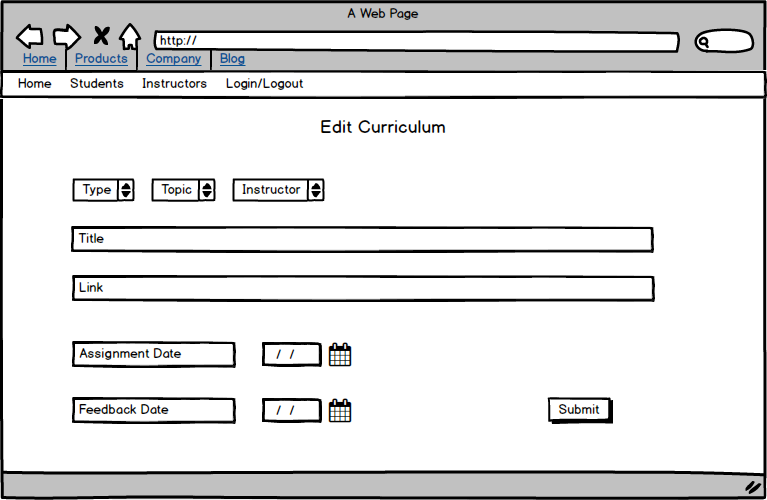 A Web Page
http://
Home Products Company Blog
Home Students Instructors Login/Logout
Edit Curriculum
Type Topic Instructor
Title
Link
Assignment Date / /
Feedback Date / /
Submit